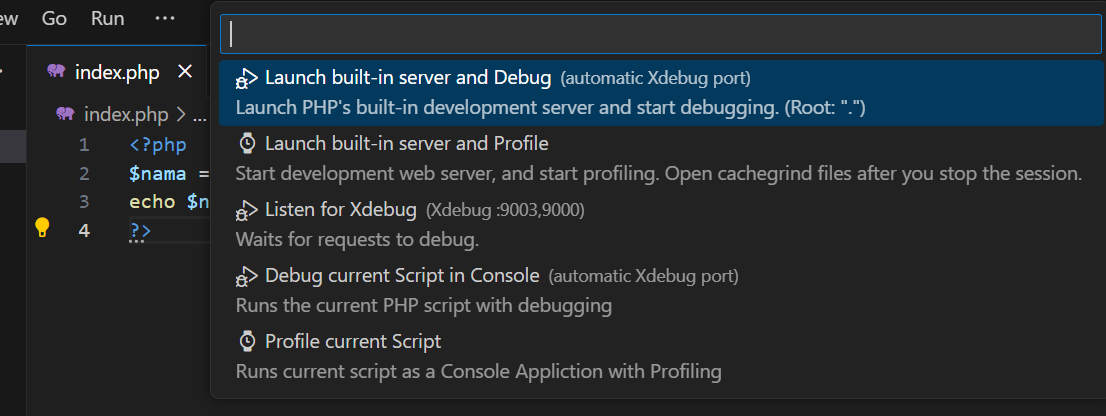 ew Go Run ...
index.php
index.php > ...
1 <?php
2 $nama =
3 echo $n
4 ?>
Launch built-in server and Debug (automatic Xdebug port)
Launch PHP's built-in development server and start debugging. (Root: ".")
Launch built-in server and Profile
Start development web server, and start profiling. Open cachegrind files after you stop the session.
Listen for Xdebug (Xdebug :9003,9000)
Waits for requests to debug.
Debug current Script in Console (automatic Xdebug port)
Runs the current PHP script with debugging
Profile current Script
Runs current script as a Console Appliction with Profiling